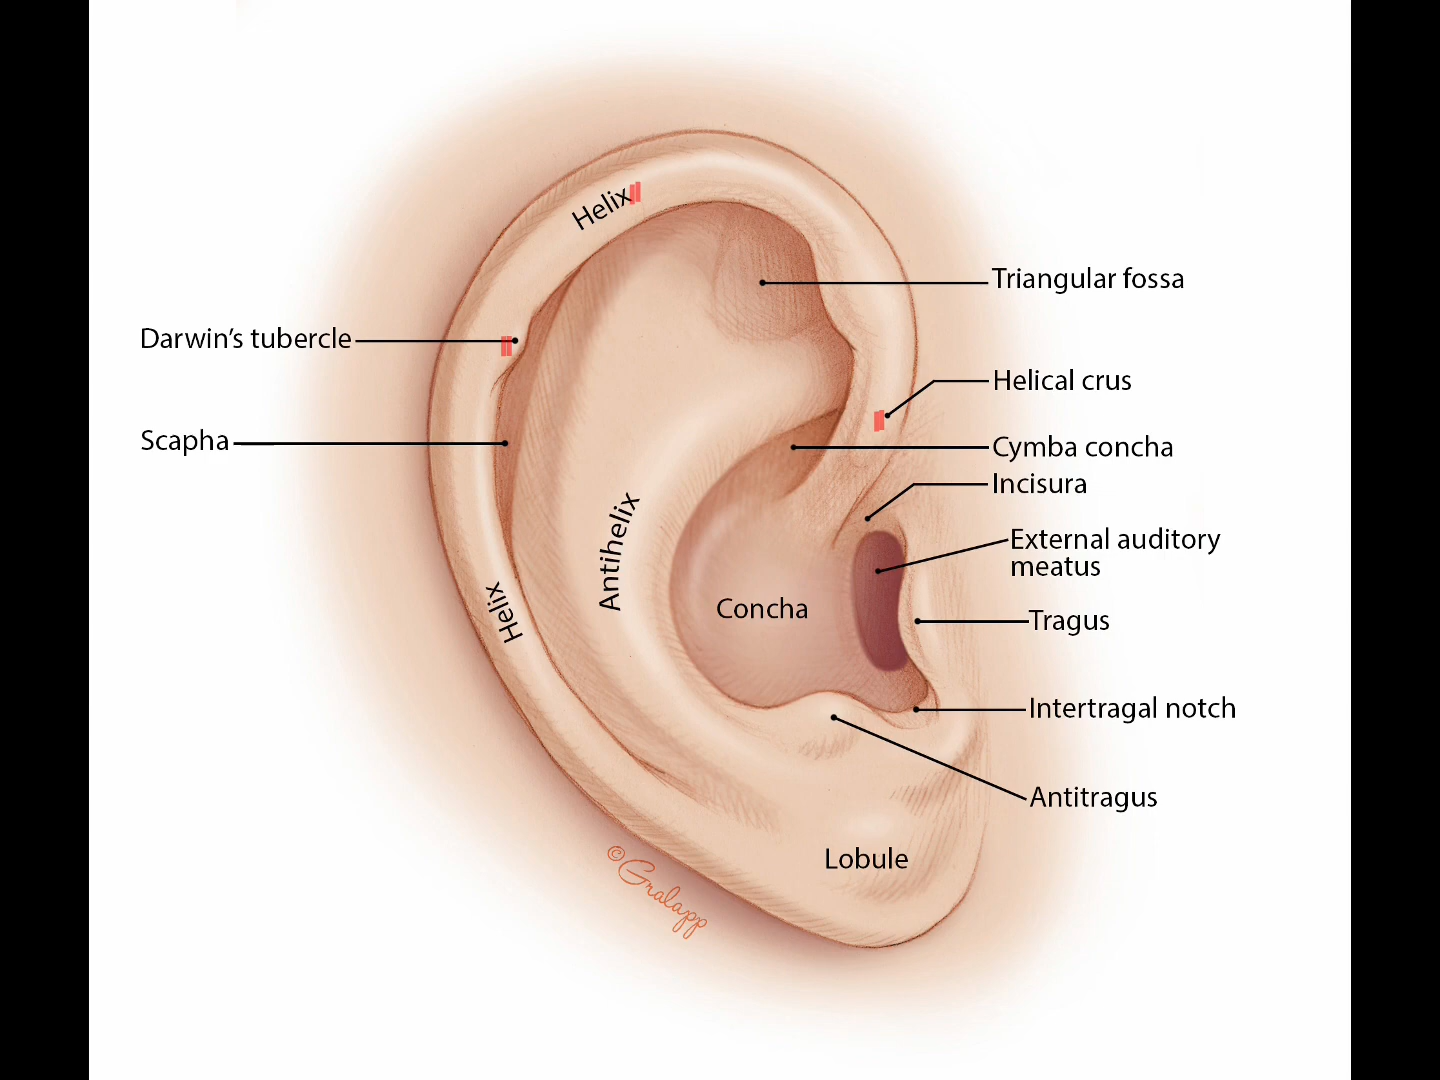 Helix
Triangular fossa
Darwin's tubercle
Helical crus
Scapha
Cymba concha
Incisura
Antihelix
External auditory
meatus
Helix
Concha
Tragus
Intertragal notch
Antitragus
Lobule
©Gralapp